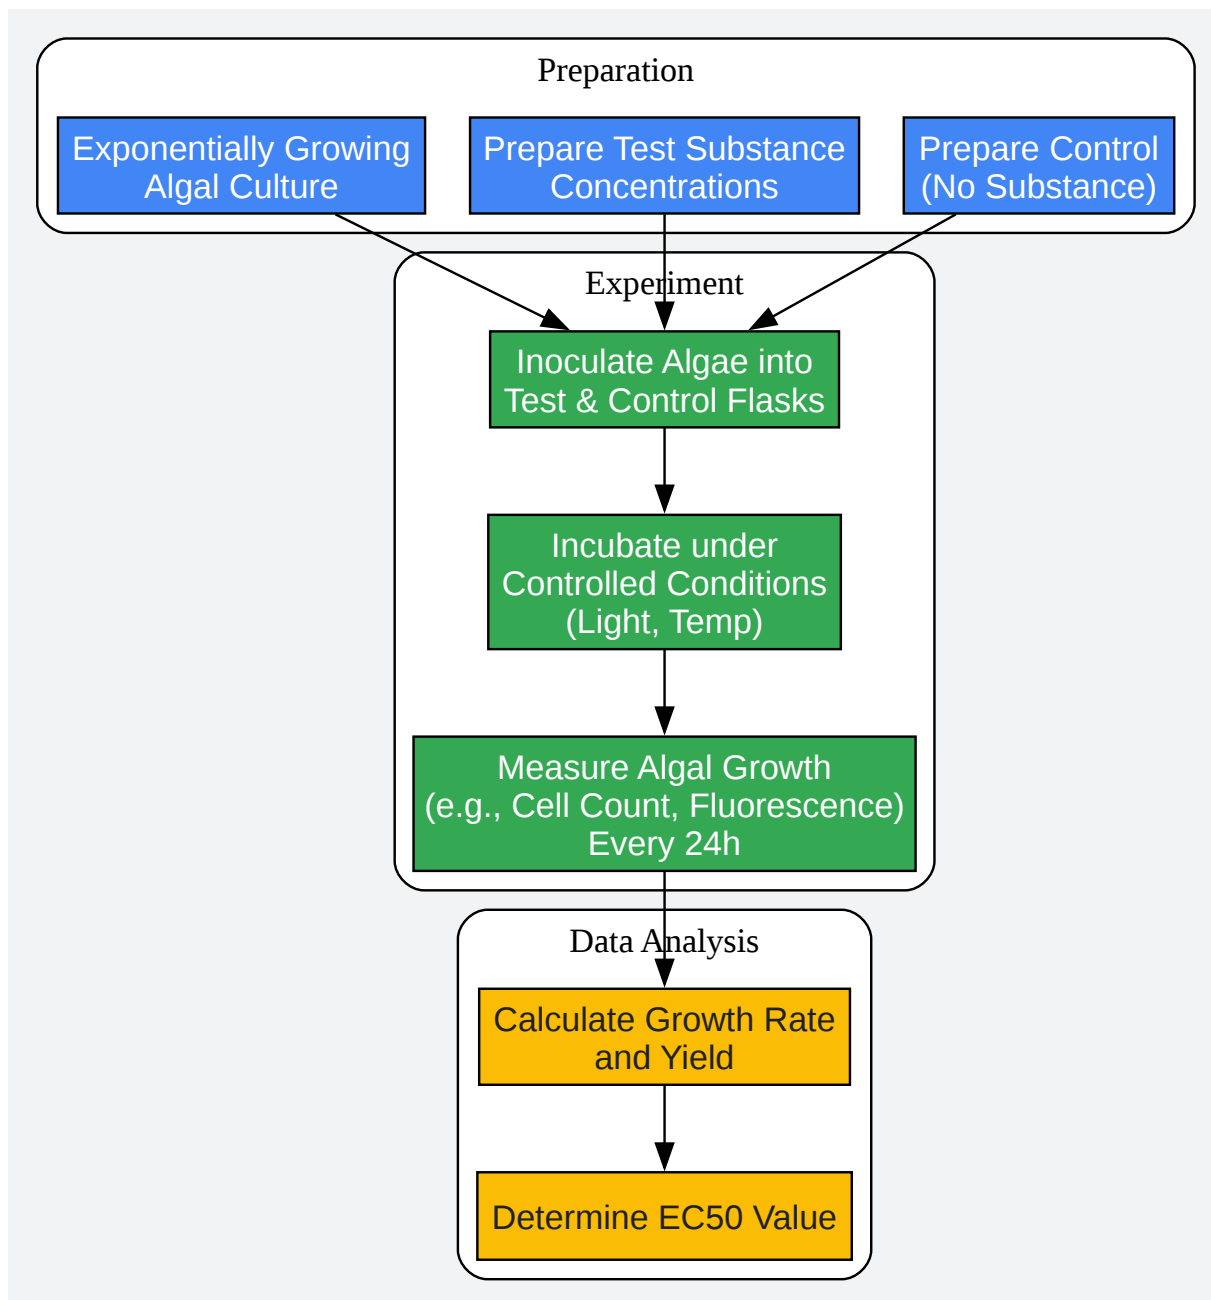 Preparation
Exponentially Growing
Algal Culture
Prepare Test Substance
Concentrations
Prepare Control
(No Substance)
Experiment
Inoculate Algae into
Test & Control Flasks
Incubate under
Controlled Conditions
(Light, Temp)
Measure Algal Growth
(e.g., Cell Count, Fluorescence)
Every 24h
Data Analysis
Calculate Growth Rate
and Yield
Determine EC50 Value